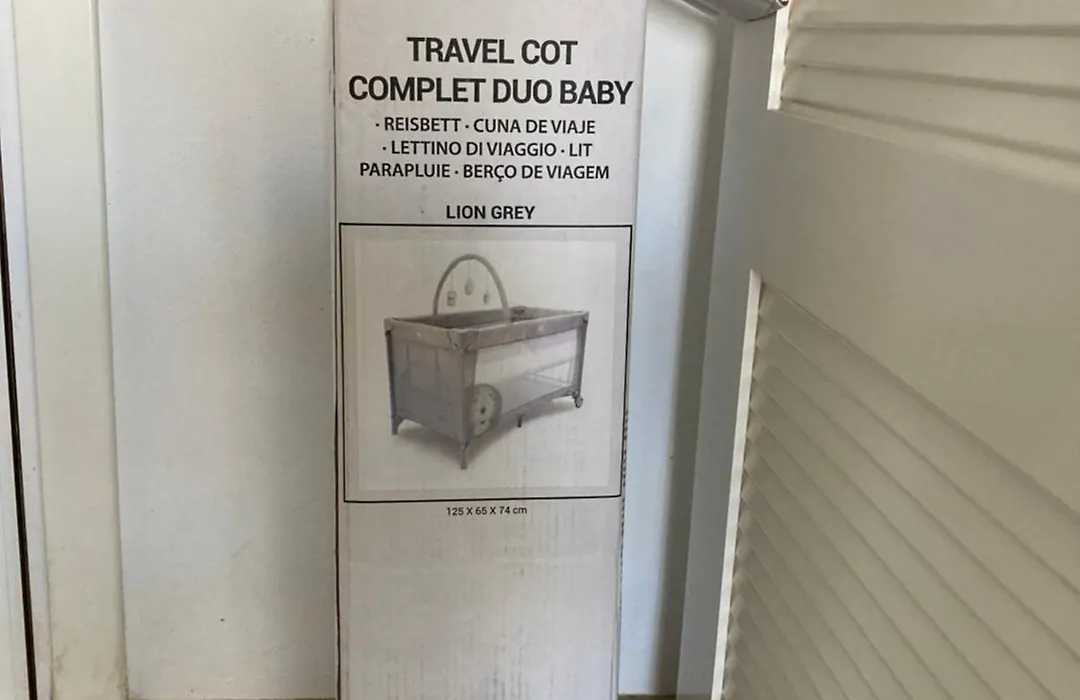 TRAVEL COT
COMPLET DUO BABY
· REISBETT · CUNA DE VIAJE
· LETTINO DI VIAGGIO · LIT
PARAPLUIE · BERÇO DE VIAGEM
LION GREY
125 X 65 X 74 cm